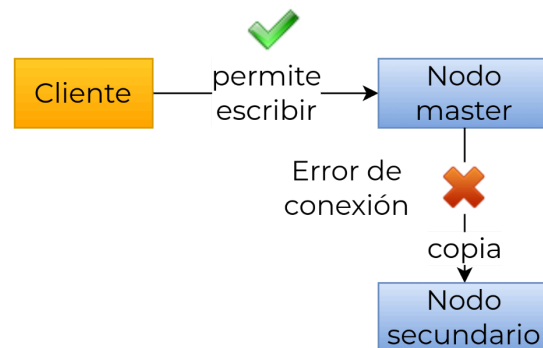 Cliente
permite
escribir
Nodo
master
Error de
conexión
copia
Nodo
secundario